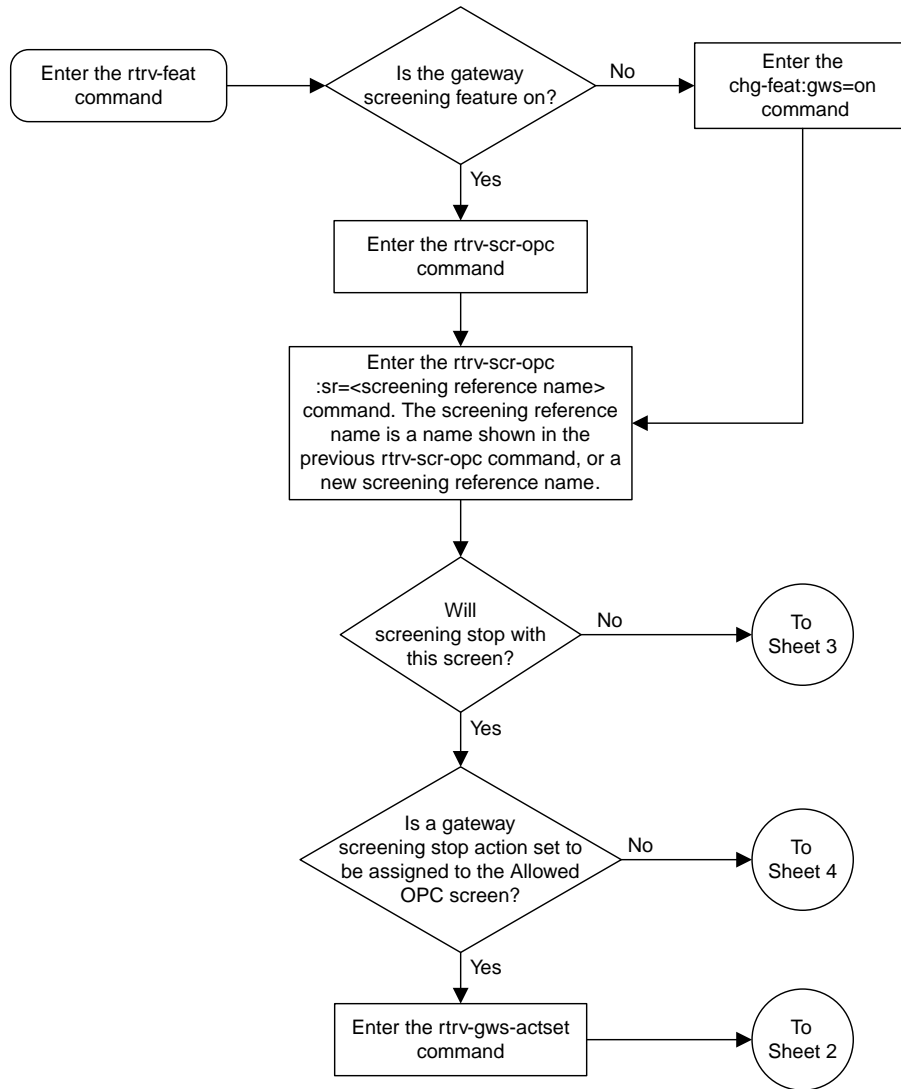 Enter the rtrv-feat
command
Is the gateway
screening feature on?
No
Enter the
chg-feat:gws=on
command
Yes
Enter the rtrv-scr-opc
command
Enter the rtrv-scr-opc
:sr=<screening reference name>
command. The screening reference
name is a name shown in the
previous rtrv-scr-opc command, or a
new screening reference name.
Will
screening stop with
this screen?
No
To
Sheet 3
Yes
Is a gateway
screening stop action set to
be assigned to the Allowed
OPC screen?
No
To
Sheet 4
Yes
Enter the rtrv-gws-actset
command
To
Sheet 2